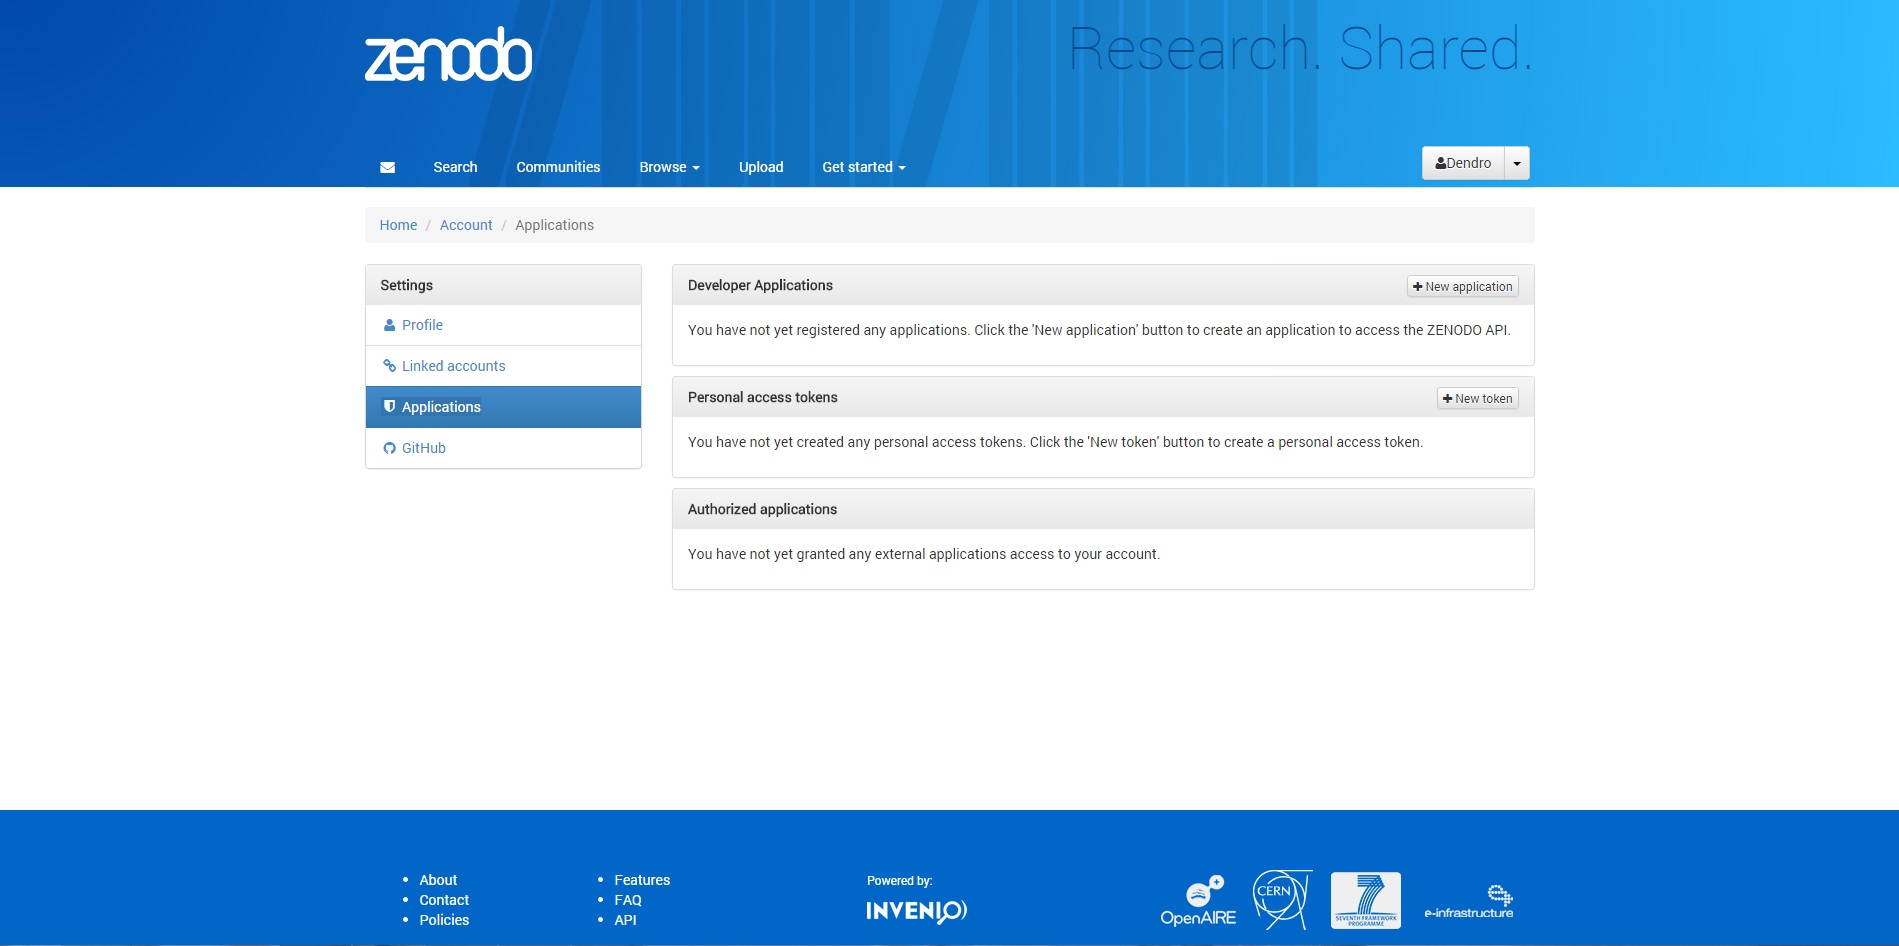 zenodo
Research. Shared.
Search Communities Browse Upload Get started
Dendro
Home / Account / Applications
Settings
Profile
Linked accounts
Applications
GitHub
Developer Applications
New application
You have not yet registered any applications. Click the 'New application' button to create an application to access the ZENODO API.
Personal access tokens
New token
You have not yet created any personal access tokens. Click the 'New token' button to create a personal access token.
Authorized applications
You have not yet granted any external applications access to your account.
About
Contact
Policies
Features
FAQ
API
Powered by:
INVENIO
OpenAIRE
CERN
7
SEVENTH FRAMEWORK
PROGRAMME
e-infrastructure